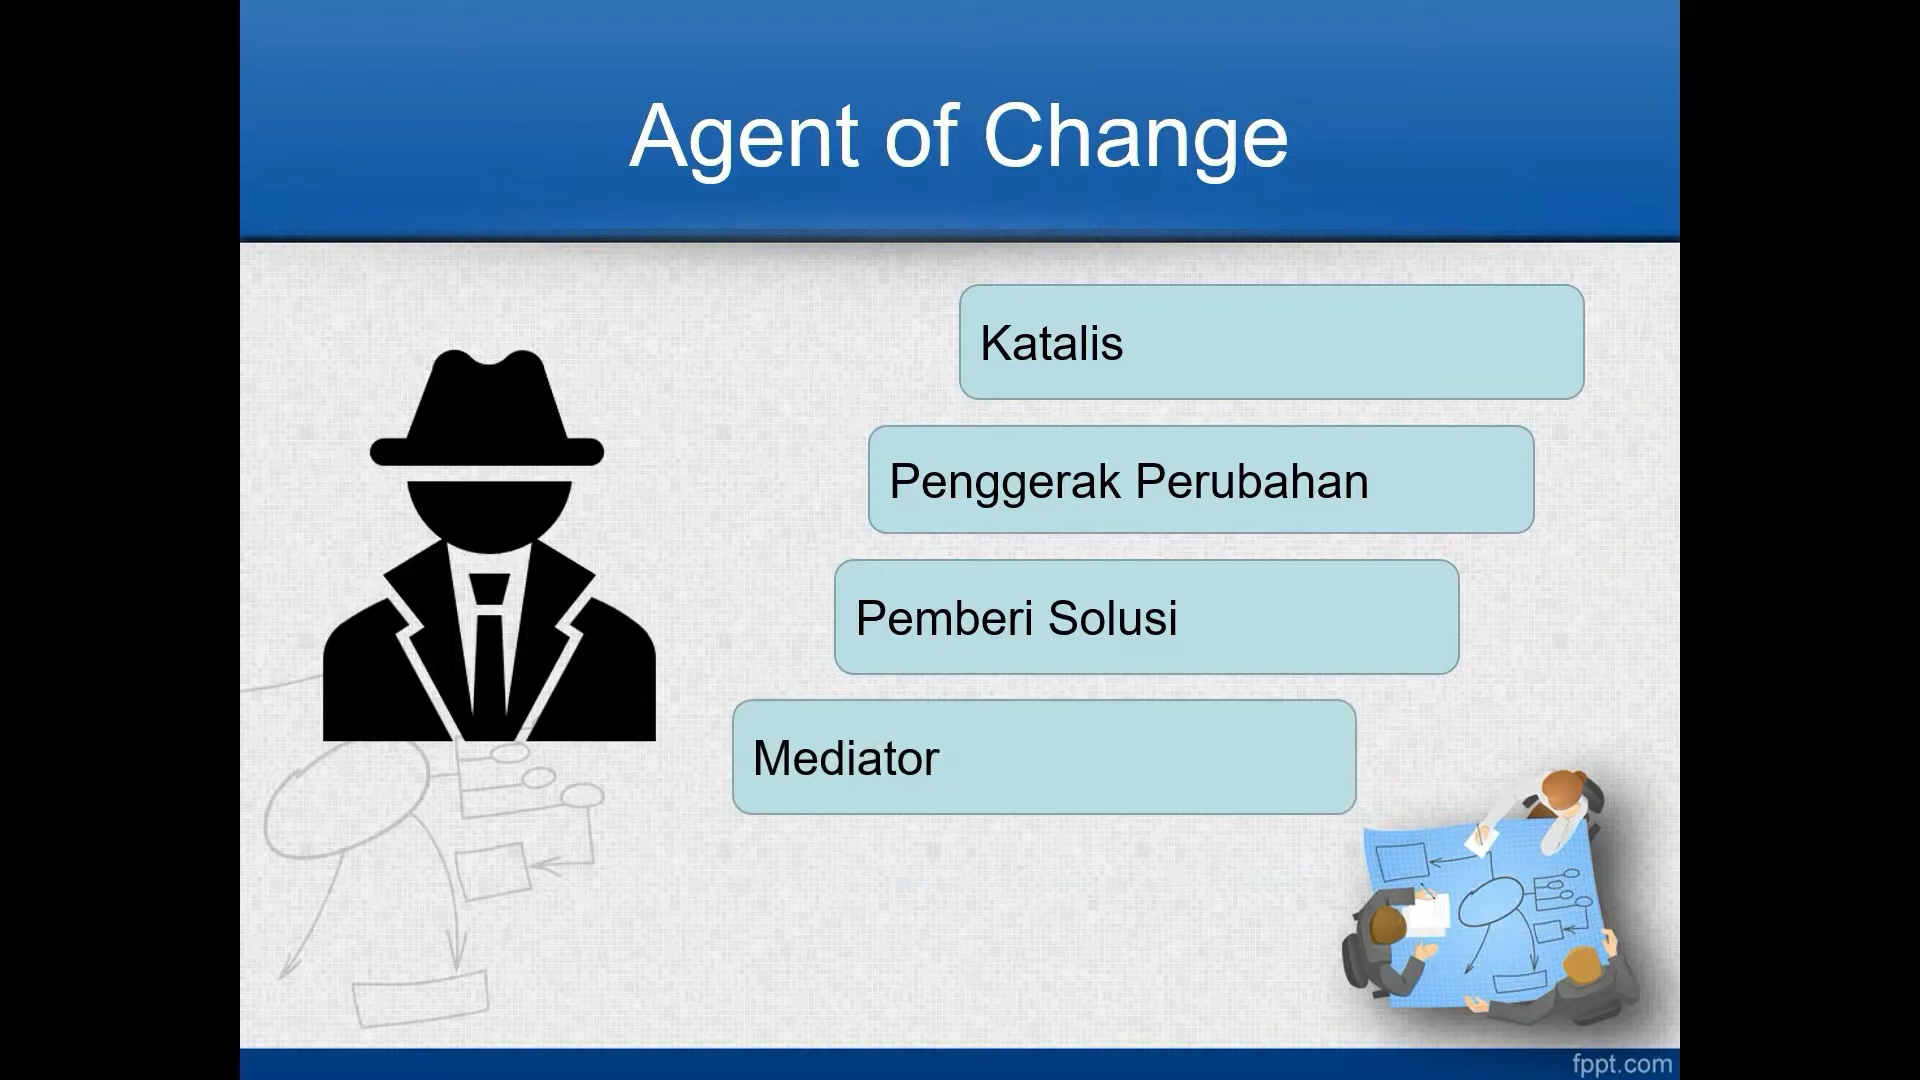 Agent of Change
Katalis
Penggerak Perubahan
Pemberi Solusi
Mediator
fppt.com